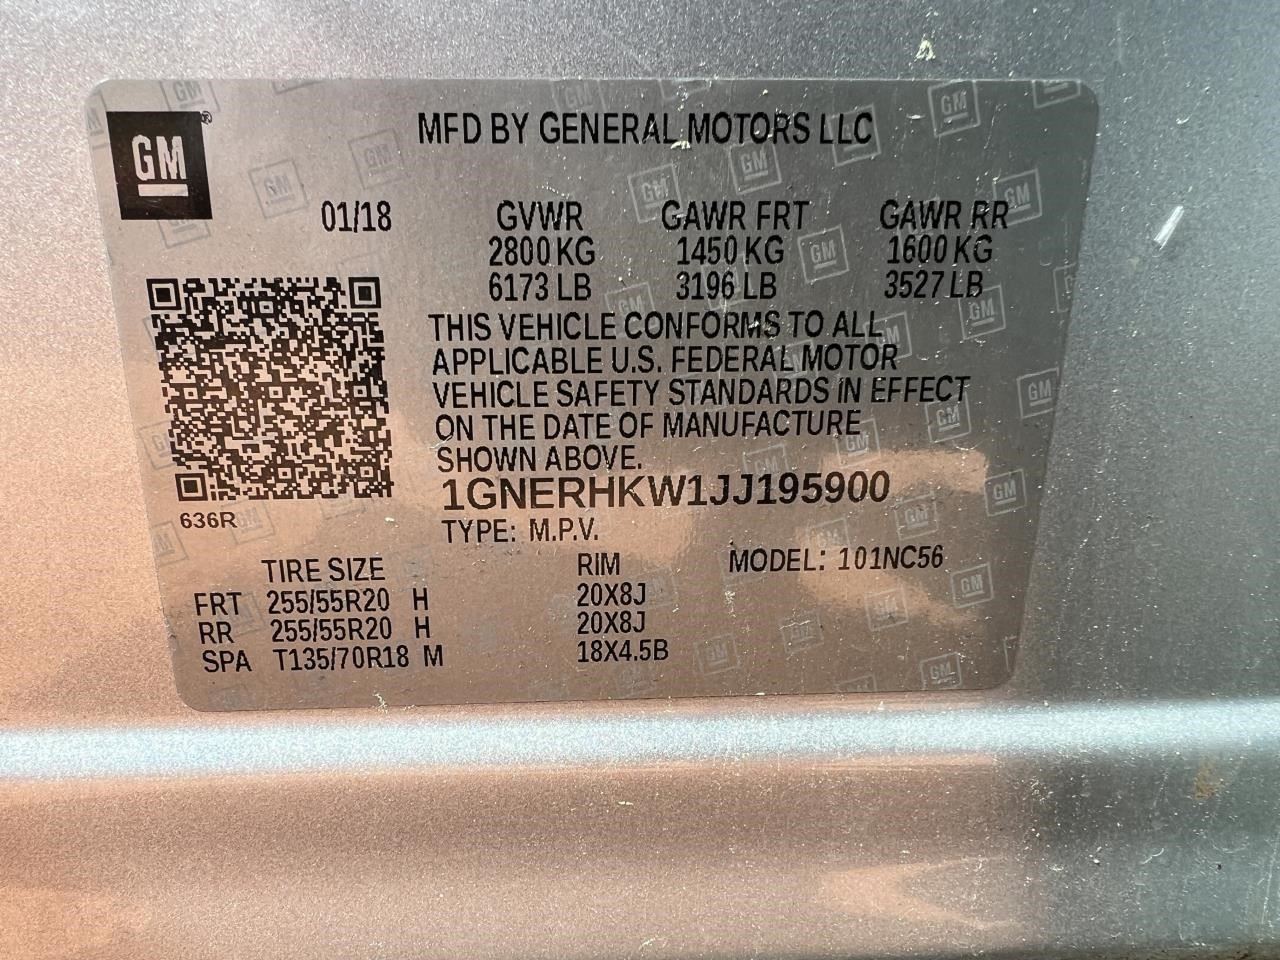 GM®
MFD BY GENERAL MOTORS LLC
01/18 GVWR GAWR FRT GAWR RR
2800 KG 1450 KG 1600 KG
6173 LB 3196 LB 3527 LB
THIS VEHICLE CONFORMS TO ALL
APPLICABLE U.S. FEDERAL MOTOR
VEHICLE SAFETY STANDARDS IN EFFECT
ON THE DATE OF MANUFACTURE
SHOWN ABOVE.
1GNERHKW1JJ195900
636R
TYPE: M.P.V.
TIRE SIZE RIM MODEL: 101NC56
FRT 255/55R20 H 20X8J
RR 255/55R20 H 20X8J
SPA T135/70R18 M 18X4.5B